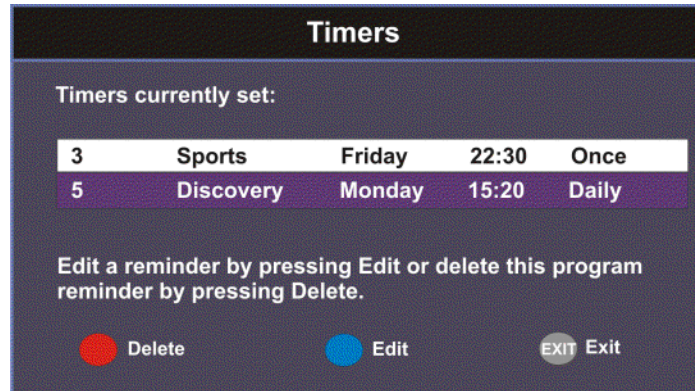 Timers
Timers currently set:
3 Sports Friday 22:30 Once
5 Discovery Monday 15:20 Daily
Edit a reminder by pressing Edit or delete this program
reminder by pressing Delete.
Delete Edit EXIT Exit